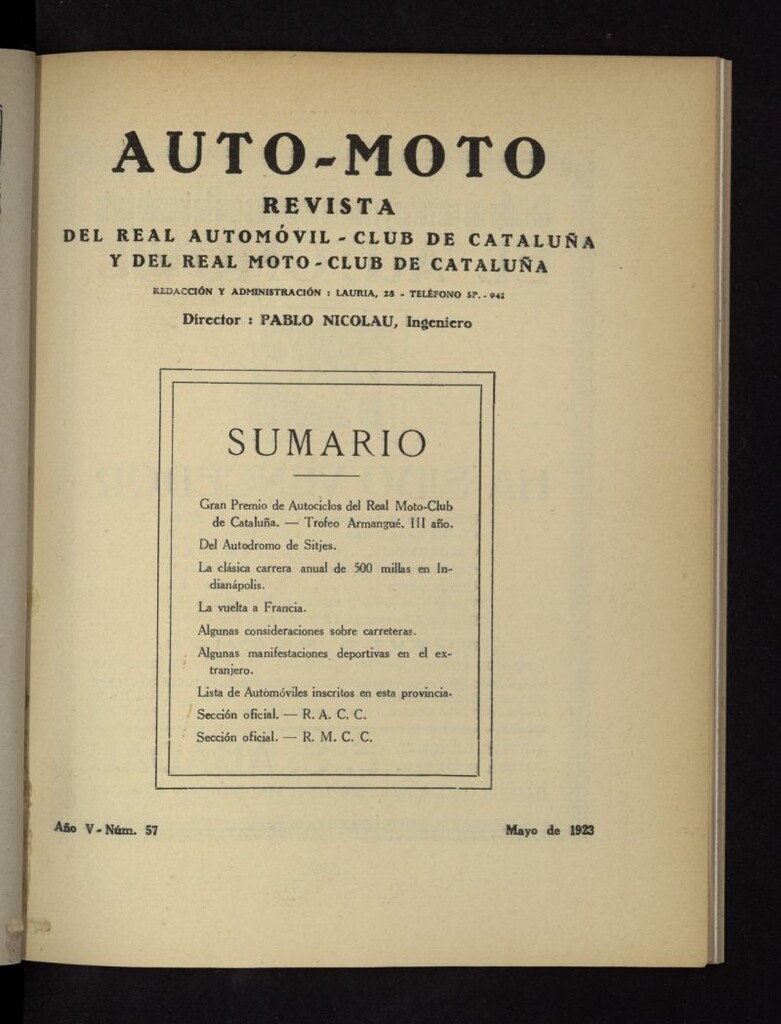 AUTO-MOTO
REVISTA
DEL REAL AUTOMÓVIL - CLUB DE CATALUÑA
Y DEL REAL MOTO - CLUB DE CATALUÑA
REDACCIÓN Y ADMINISTRACIÓN : LAURIA, 28 - TELÉFONO SP. - 941
Director : PABLO NICOLAU, Ingeniero
SUMARIO
Gran Premio de Autociclos del Real Moto-Club
de Cataluña. — Trofeo Armangué. III año.
Del Autodromo de Sitjes.
La clásica carrera anual de 500 millas en In-
dianápolis.
La vuelta a Francia.
Algunas consideraciones sobre carreteras.
Algunas manifestaciones deportivas en el ex-
tranjero.
Lista de Automóviles inscritos en esta provincia.
Sección oficial. — R. A. C. C.
Sección oficial. — R. M. C. C.
Año V - Núm. 57
Mayo de 1923